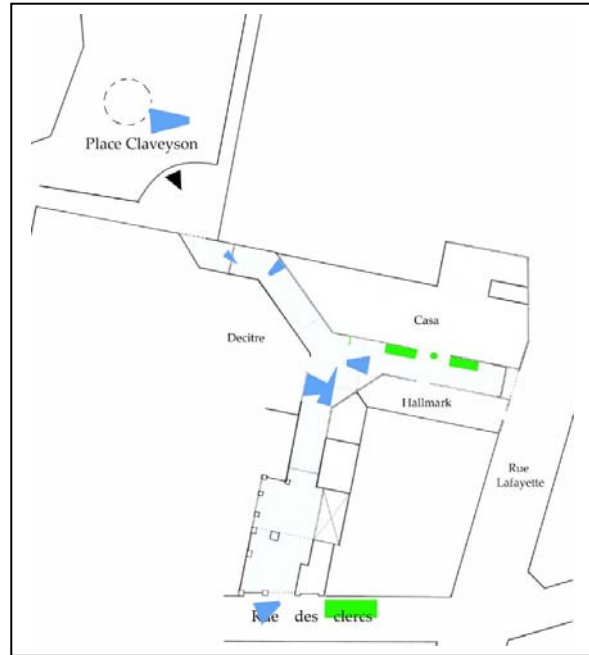 Place Claveyson
Casa
Decitre
Hallmark
Rue
Lafayette
Rue des clercs